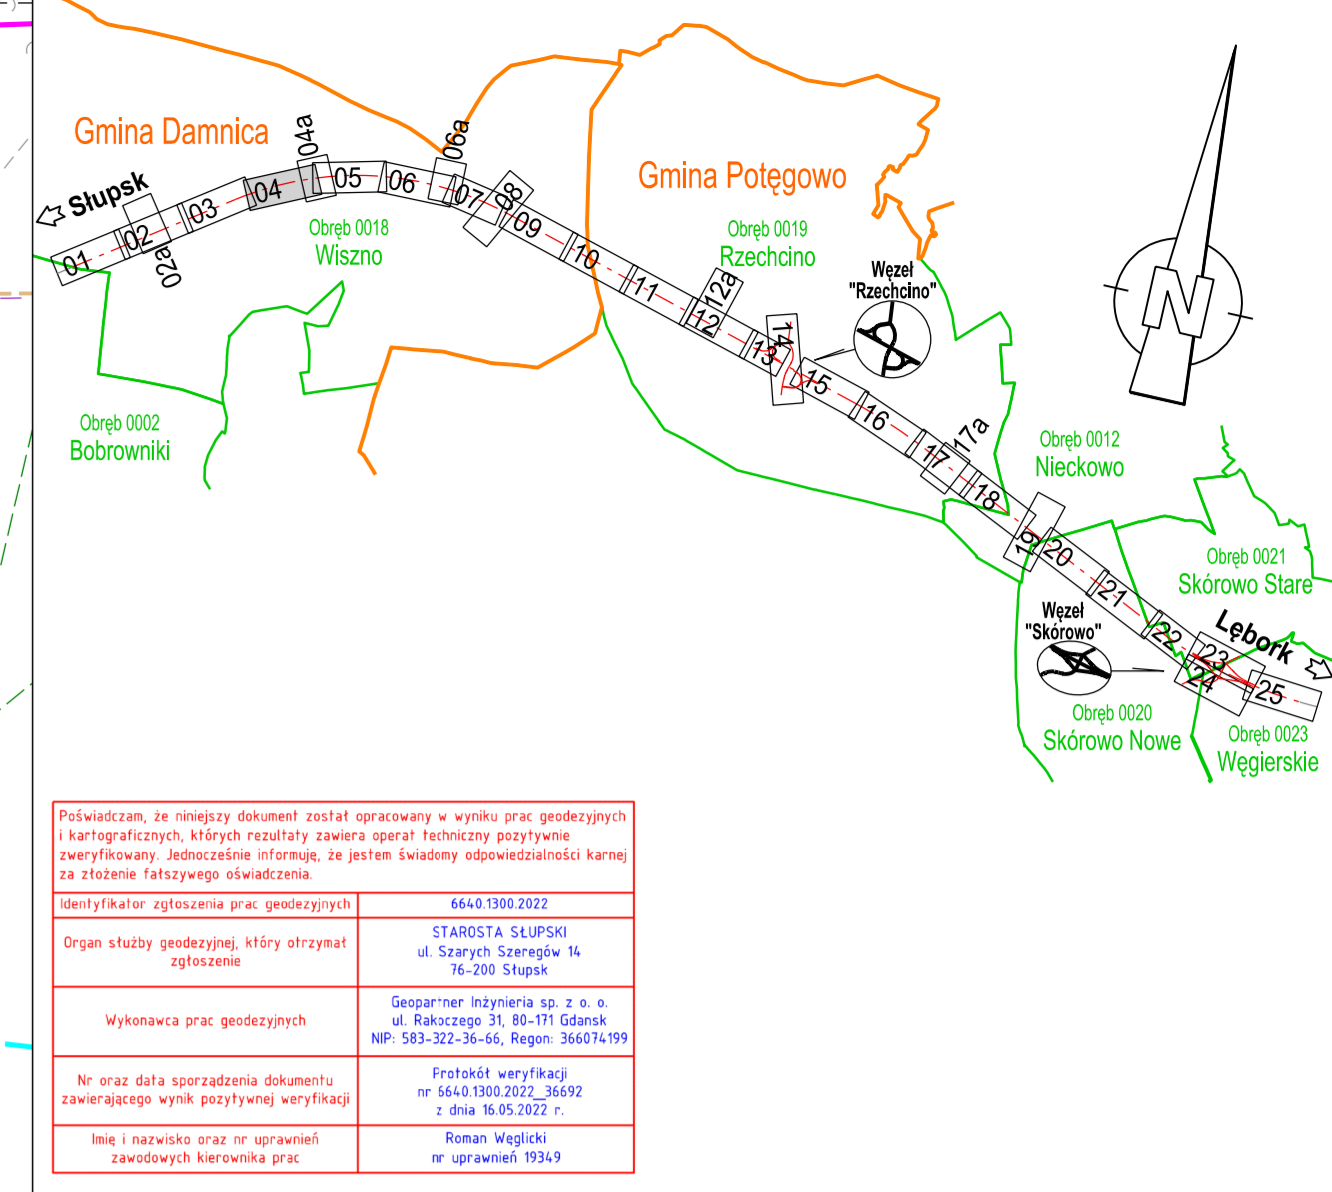 Gmina Damnica
Słupsk
01
02
02a
03
04
04a
05
06
06a
07
08
09
10
11
12
12a
13
14
15
16
17
17a
18
19
20
21
22
23
24
25
Obręb 0018
Wiszno
Obręb 0002
Bobrowniki
Gmina Potęgowo
Obręb 0019
Rzechcino
Węzeł
"Rzechcino"
N
Obręb 0012
Nieckowo
Obręb 0021
Skórowo Stare
Węzeł
"Skórowo"
Lębork
Obręb 0020
Skórowo Nowe
Obręb 0023
Węgierskie
Poświadczam, że niniejszy dokument został opracowany w wyniku prac geodezyjnych
i kartograficznych, których rezultaty zawiera operat techniczny pozytywnie
zweryfikowany. Jednocześnie informuję, że jestem świadomy odpowiedzialności karnej
za złożenie fałszywego oświadczenia.
Identyfikator zgłoszenia prac geodezyjnych
6640.1300.2022
Organ służby geodezyjnej, który otrzymał
zgłoszenie
STAROSTA SŁUPSKI
ul. Szarych Szeregów 14
76-200 Słupsk
Wykonawca prac geodezyjnych
Geopartner Inżynieria sp. z o. o.
ul. Rakoczego 31, 80-171 Gdansk
NIP: 583-322-36-66, Regon: 366074199
Nr oraz data sporządzenia dokumentu
zawierającego wynik pozytywnej weryfikacji
Protokół weryfikacji
nr 6640.1300.2022_36692
z dnia 16.05.2022 r.
Imię i nazwisko oraz nr uprawnień
zawodowych kierownika prac
Roman Węglicki
nr uprawnień 19349